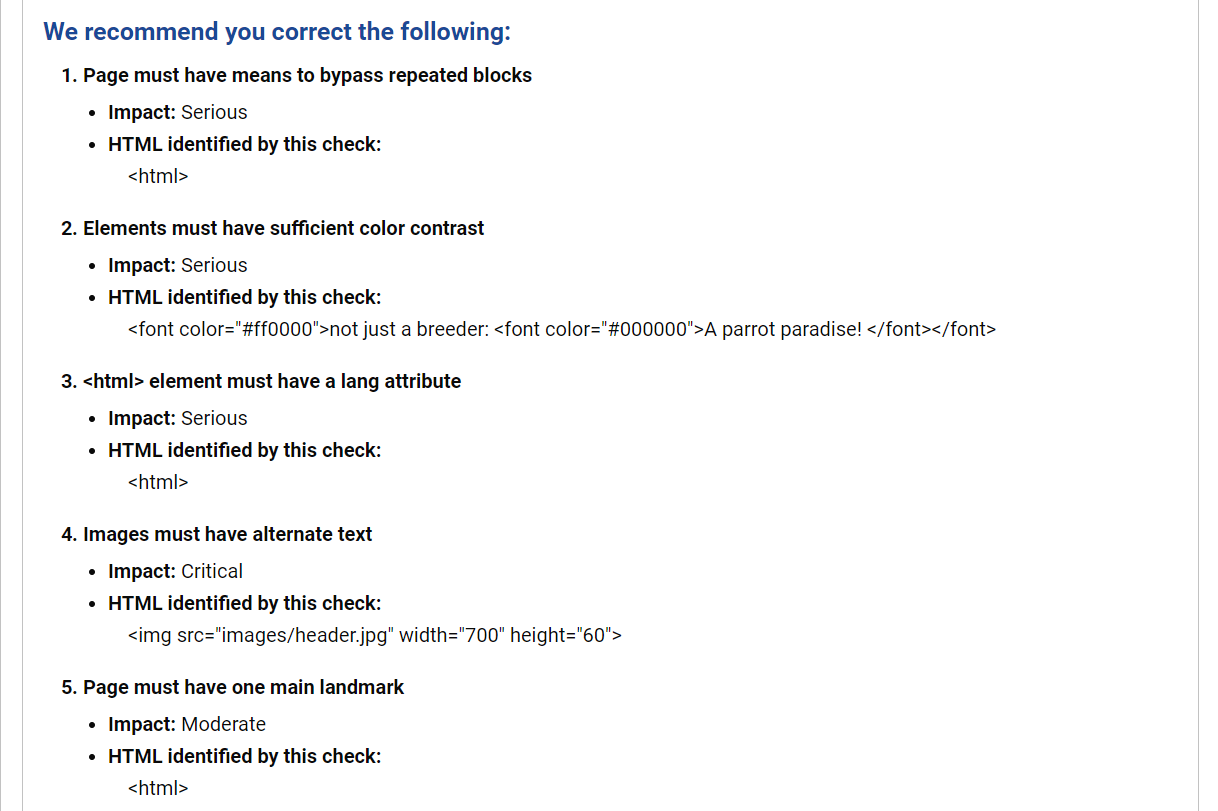 We recommend you correct the following:
1. Page must have means to bypass repeated blocks
• Impact: Serious
• HTML identified by this check:
<html>
2. Elements must have sufficient color contrast
• Impact: Serious
• HTML identified by this check:
<font color="#ff0000">not just a breeder: <font color="#000000">A parrot paradise! </font></font>
3. <html> element must have a lang attribute
• Impact: Serious
• HTML identified by this check:
<html>
4. Images must have alternate text
• Impact: Critical
• HTML identified by this check:
<img src="images/header.jpg" width="700" height="60">
5. Page must have one main landmark
• Impact: Moderate
• HTML identified by this check:
<html>